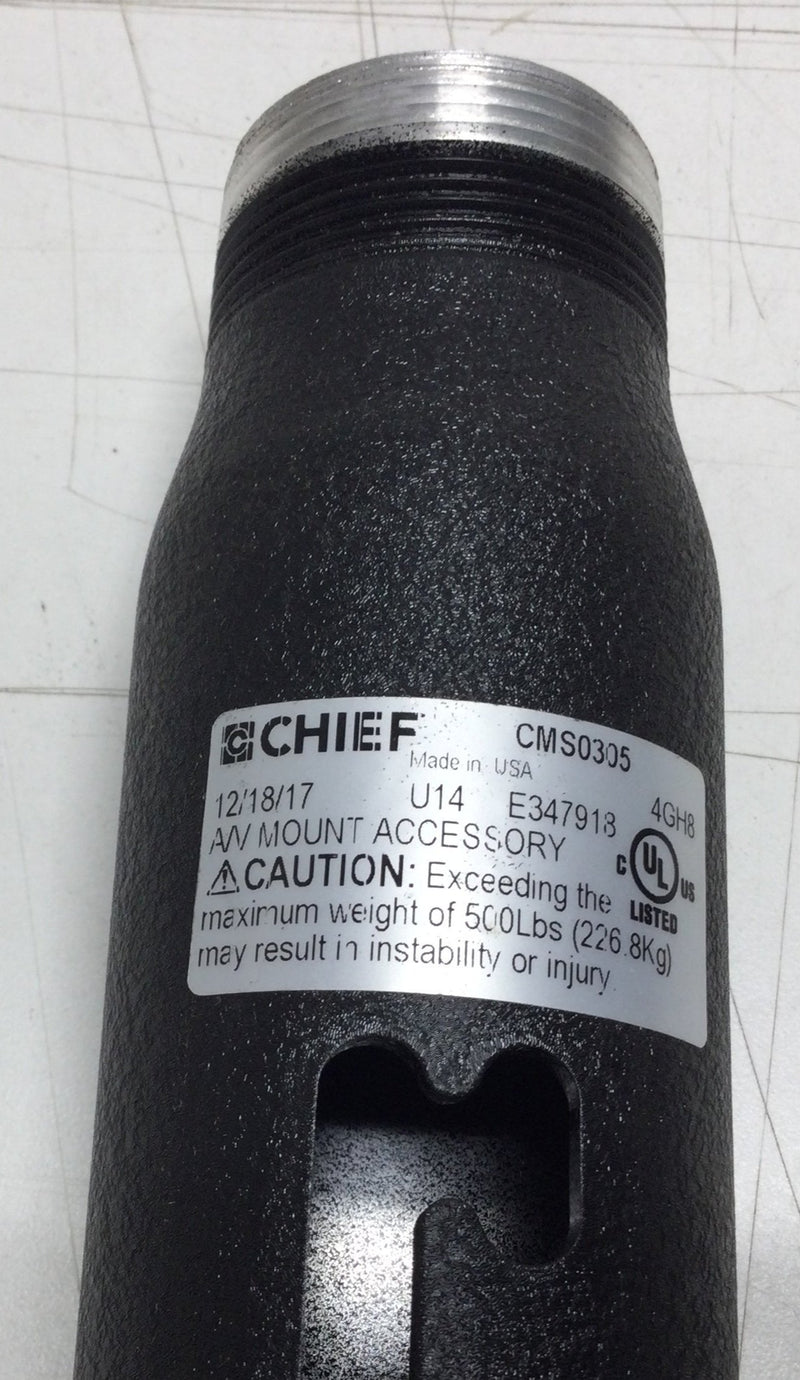 CHIEF CMS0305
Made in USA
12/18/17 U14 E347918 4GH8
A/V MOUNT ACCESSORY
CAUTION: Exceeding the
maximum weight of 500Lbs (226.8Kg)
may result in instability or injury
C UL US
LISTED